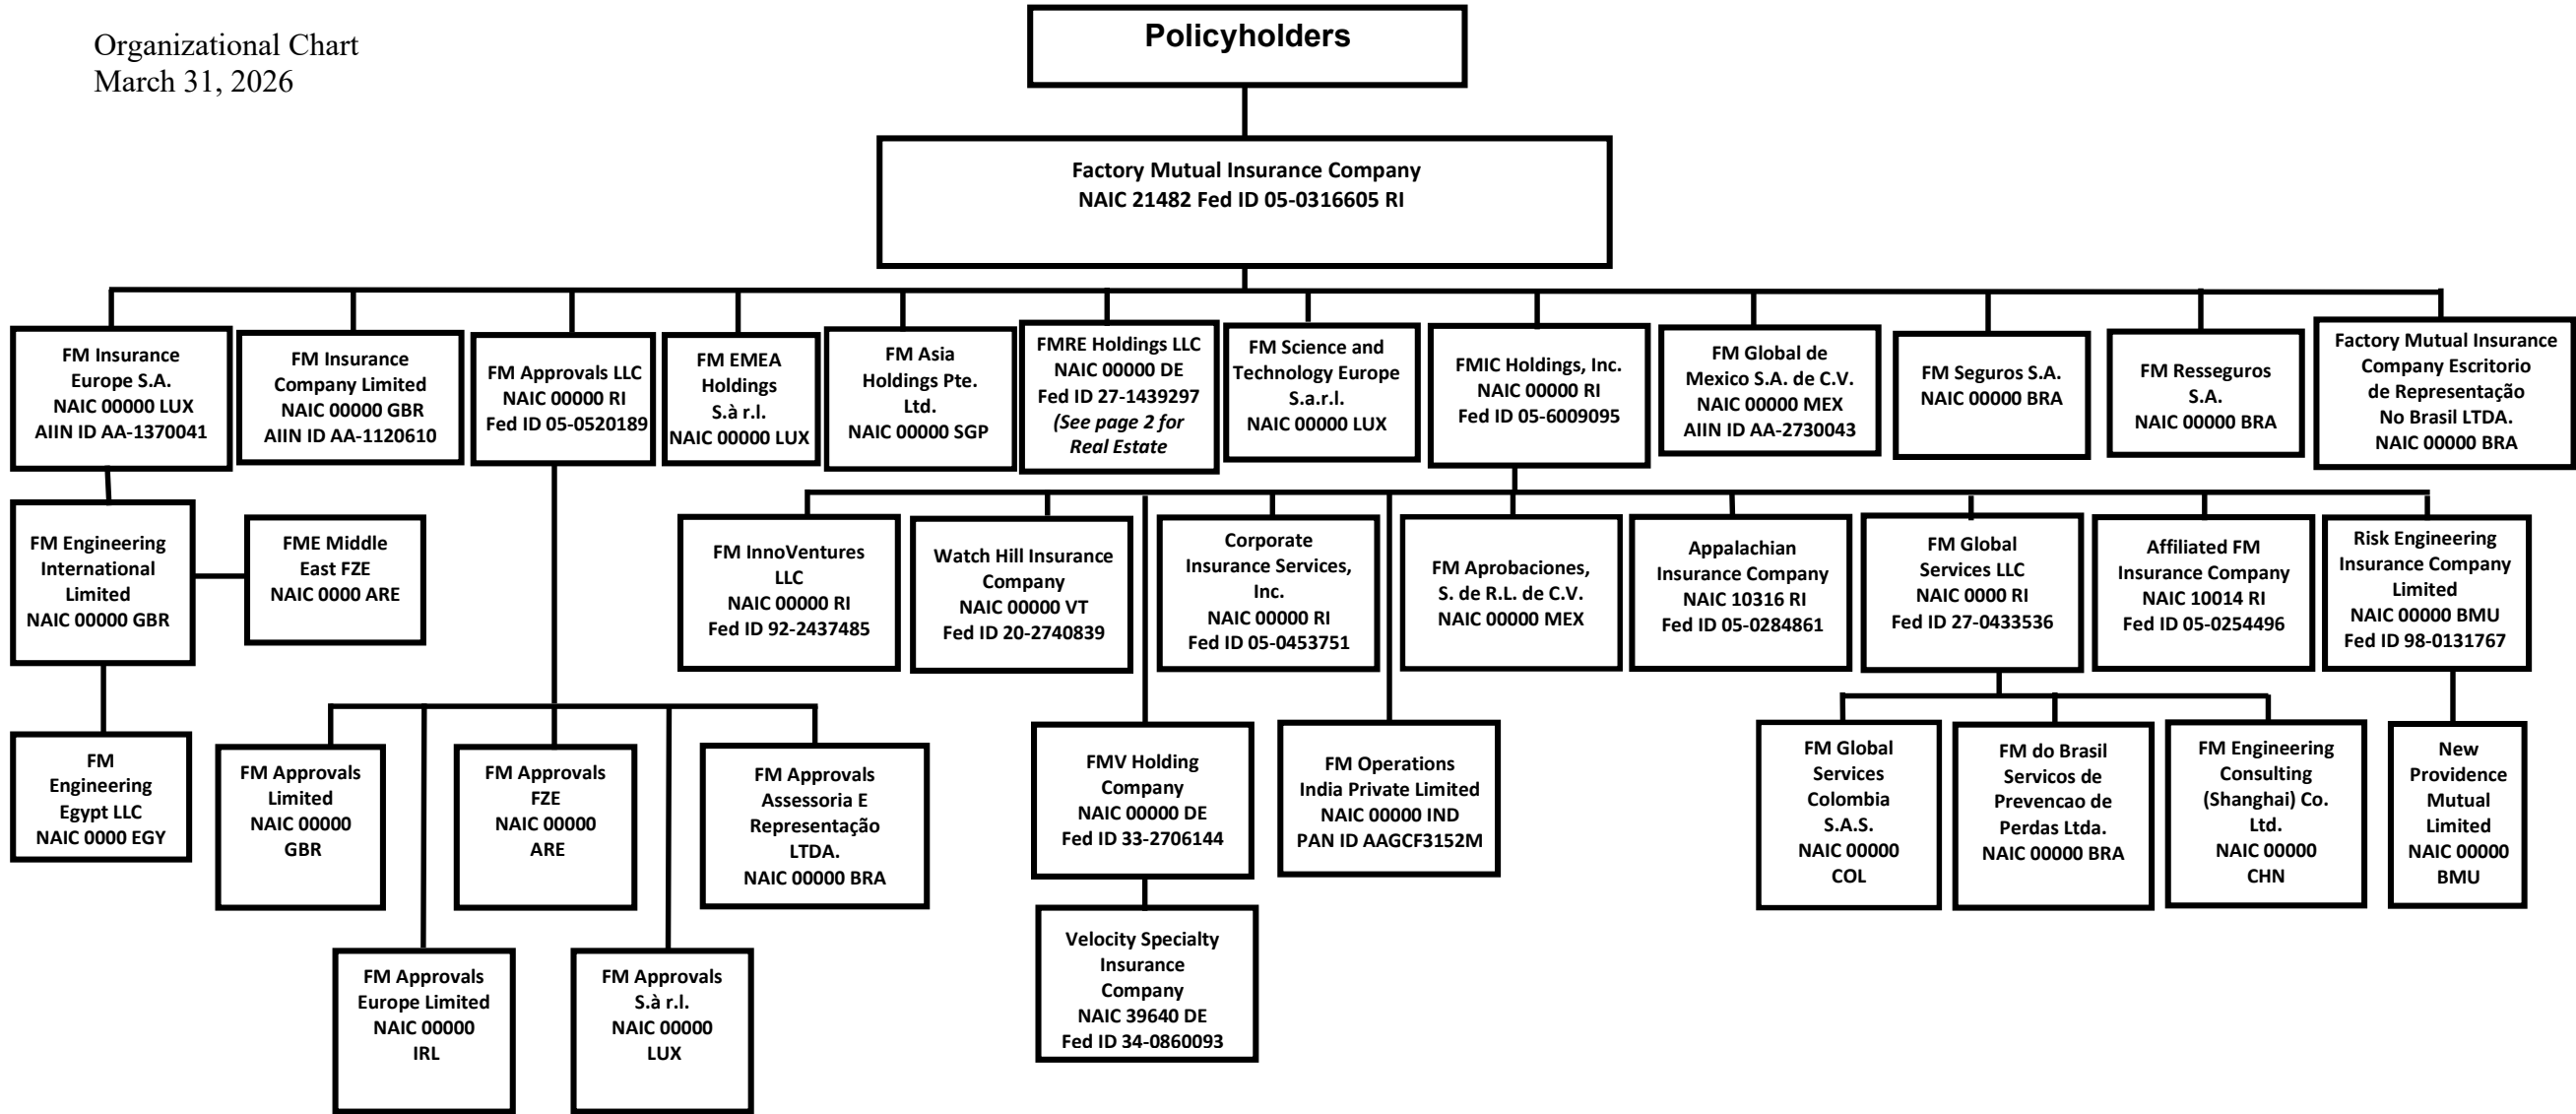 Organizational Chart
March 31, 2026
Policyholders
Factory Mutual Insurance Company
NAIC 21482 Fed ID 05-0316605 RI
FM Insurance
Europe S.A.
NAIC 00000 LUX
AIIN ID AA-1370041
FM Insurance
Company Limited
NAIC 00000 GBR
AIIN ID AA-1120610
FM Approvals LLC
NAIC 00000 RI
Fed ID 05-0520189
FM EMEA
Holdings
S.à r.l.
NAIC 00000 LUX
FM Asia
Holdings Pte.
Ltd.
NAIC 00000 SGP
FMRE Holdings LLC
NAIC 00000 DE
Fed ID 27-1439297
(See page 2 for
Real Estate
FM Science and
Technology Europe
S.a.r.l.
NAIC 00000 LUX
FMIC Holdings, Inc.
NAIC 00000 RI
Fed ID 05-6009095
FM Global de
Mexico S.A. de C.V.
NAIC 00000 MEX
AIIN ID AA-2730043
FM Seguros S.A.
NAIC 00000 BRA
FM Resseguros
S.A.
NAIC 00000 BRA
Factory Mutual Insurance
Company Escritorio
de Representação
No Brasil LTDA.
NAIC 00000 BRA
FM Engineering
International
Limited
NAIC 00000 GBR
FME Middle
East FZE
NAIC 0000 ARE
FM InnoVentures
LLC
NAIC 00000 RI
Fed ID 92-2437485
Watch Hill Insurance
Company
NAIC 00000 VT
Fed ID 20-2740839
Corporate
Insurance Services,
Inc.
NAIC 00000 RI
Fed ID 05-0453751
FM Aprobaciones,
S. de R.L. de C.V.
NAIC 00000 MEX
Appalachian
Insurance Company
NAIC 10316 RI
Fed ID 05-0284861
FM Global
Services LLC
NAIC 0000 RI
Fed ID 27-0433536
Affiliated FM
Insurance Company
NAIC 10014 RI
Fed ID 05-0254496
Risk Engineering
Insurance Company
Limited
NAIC 00000 BMU
Fed ID 98-0131767
FM
Engineering
Egypt LLC
NAIC 0000 EGY
FM Approvals
Limited
NAIC 00000
GBR
FM Approvals
FZE
NAIC 00000
ARE
FM Approvals
Assessoria E
Representação
LTDA.
NAIC 00000 BRA
FMV Holding
Company
NAIC 00000 DE
Fed ID 33-2706144
FM Operations
India Private Limited
NAIC 00000 IND
PAN ID AAGCF3152M
FM Global
Services
Colombia
S.A.S.
NAIC 00000
COL
FM do Brasil
Servicos de
Prevencao de
Perdas Ltda.
NAIC 00000 BRA
FM Engineering
Consulting
(Shanghai) Co.
Ltd.
NAIC 00000
CHN
New
Providence
Mutual
Limited
NAIC 00000
BMU
FM Approvals
Europe Limited
NAIC 00000
IRL
FM Approvals
S.à r.l.
NAIC 00000
LUX
Velocity Specialty
Insurance
Company
NAIC 39640 DE
Fed ID 34-0860093